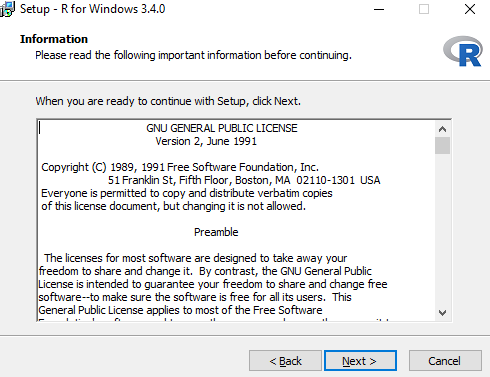 Setup - R for Windows 3.4.0
Information
Please read the following important information before continuing.
R
When you are ready to continue with Setup, click Next.
GNU GENERAL PUBLIC LICENSE
Version 2, June 1991
Copyright (C) 1989, 1991 Free Software Foundation, Inc.
51 Franklin St, Fifth Floor, Boston, MA  02110-1301  USA
Everyone is permitted to copy and distribute verbatim copies
of this license document, but changing it is not allowed.
Preamble
The licenses for most software are designed to take away your
freedom to share and change it.  By contrast, the GNU General Public
License is intended to guarantee your freedom to share and change free
software--to make sure the software is free for all its users.  This
General Public License applies to most of the Free Software
< Back
Next >
Cancel